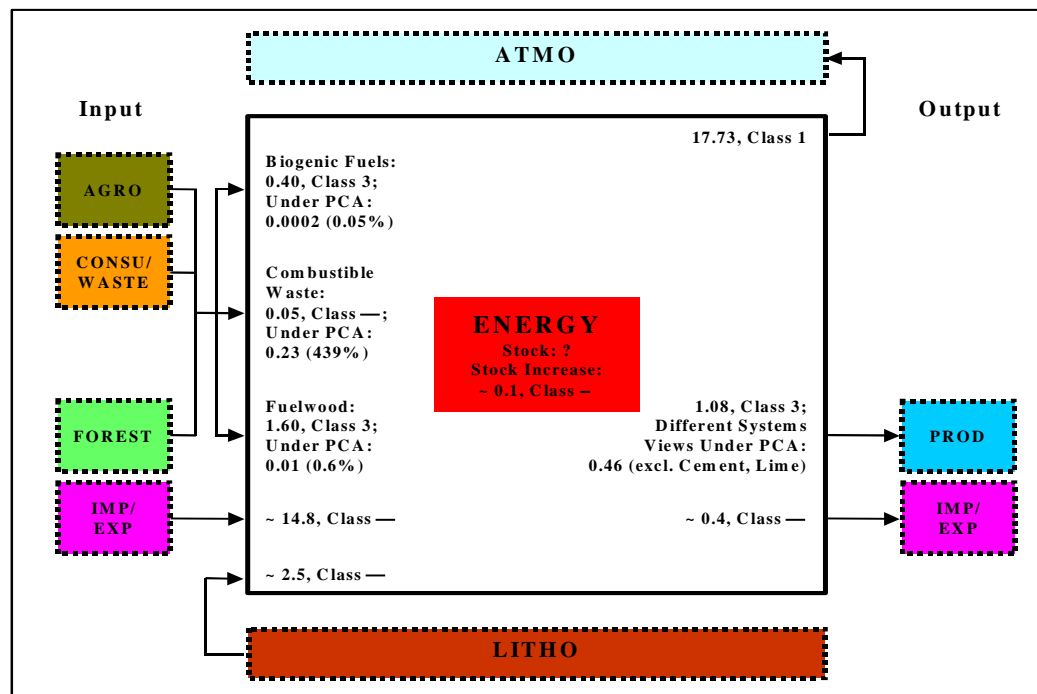 ATMO
Input
Output
17.73, Class 1
Biogenic Fuels:
0.40, Class 3;
Under PCA:
0.0002 (0.05%)
AGRO
CONSU/
WASTE
Combustible
Waste:
0.05, Class —;
Under PCA:
0.23 (439%)
ENERGY
Stock: ?
Stock Increase:
~ 0.1, Class –
FOREST
Fuelwood:
1.60, Class 3;
Under PCA:
0.01 (0.6%)
1.08, Class 3;
Different Systems
Views Under PCA:
0.46 (excl. Cement, Lime)
PROD
IMP/
EXP
~ 14.8, Class —
~ 0.4, Class —
IMP/
EXP
~ 2.5, Class —
LITHO